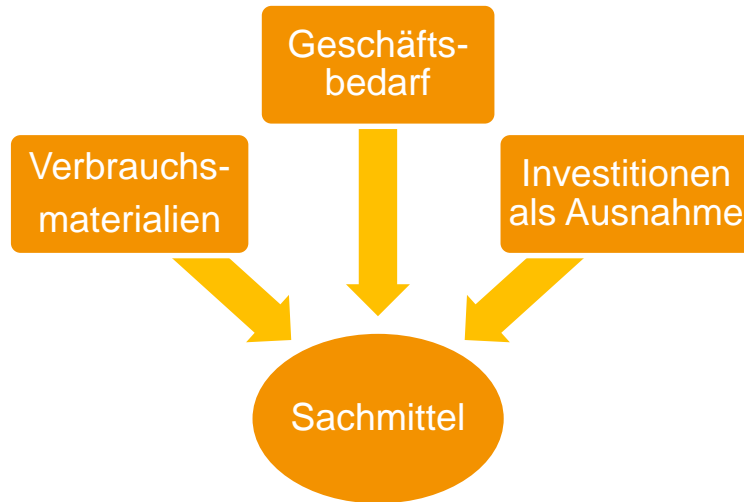 Geschäfts-
bedarf
Verbrauchs-
materialien
Investitionen
als Ausnahme
Sachmittel